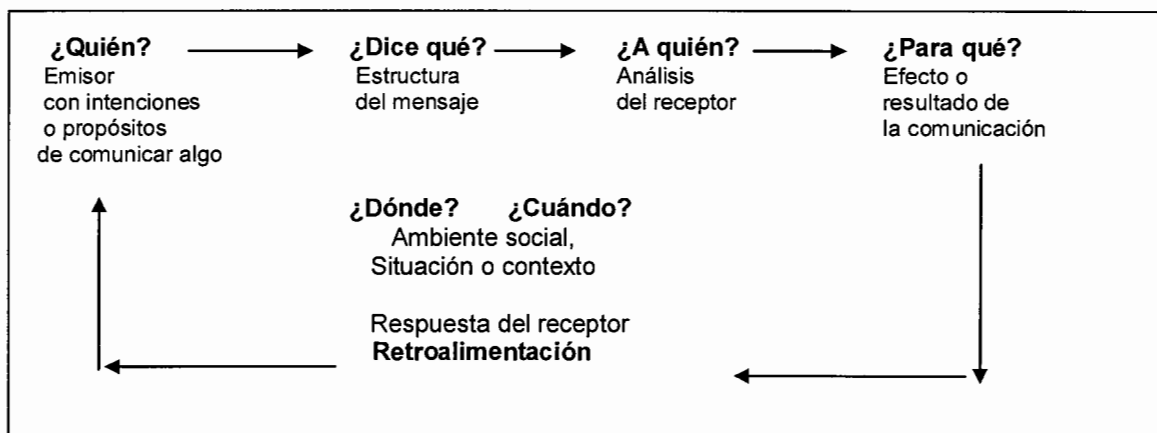 ¿Quién? ¿Dice qué? ¿A quién? ¿Para qué?
Emisor
con intenciones
o propósitos
de comunicar algo
Estructura
del mensaje
Análisis
del receptor
Efecto o
resultado de
la comunicación
¿Dónde? ¿Cuándo?
Ambiente social,
Situación o contexto
Respuesta del receptor
Retroalimentación